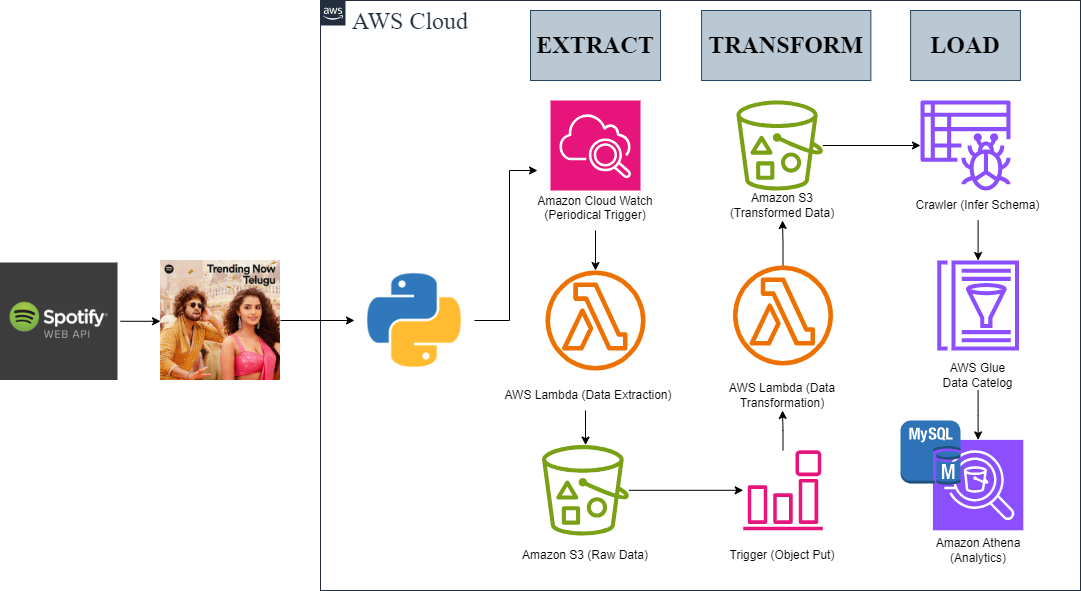 aws
AWS Cloud
EXTRACT
TRANSFORM
LOAD
Amazon Cloud Watch
(Periodical Trigger)
Amazon S3
(Transformed Data)
Crawler (Infer Schema)
Spotify
WEB API
Trending Now
Telugu
AWS Lambda (Data Extraction)
AWS Lambda (Data
Transformation)
AWS Glue
Data Catelog
MySQL
M
Amazon S3 (Raw Data)
Trigger (Object Put)
Amazon Athena
(Analytics)